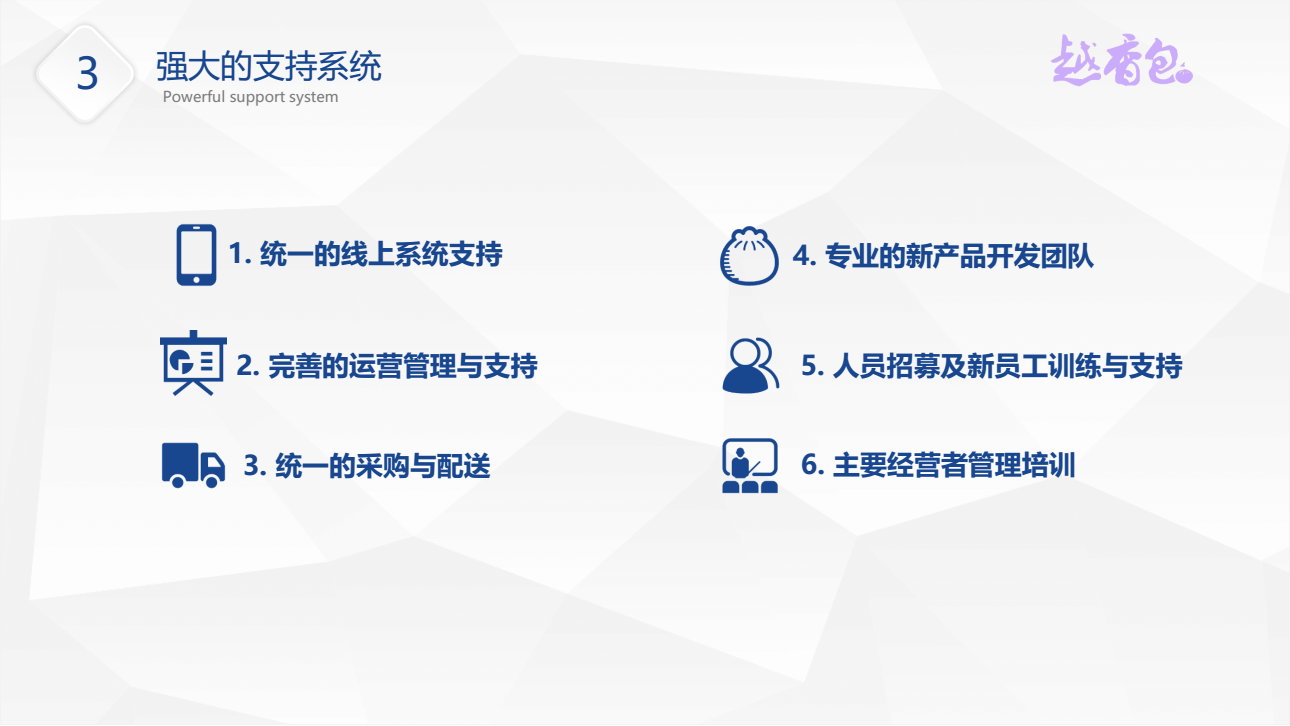 3
强大的支持系统
Powerful support system
越香包
1. 统一的线上系统支持
2. 完善的运营管理与支持
3. 统一的采购与配送
4. 专业的新产品开发团队
5. 人员招募及新员工训练与支持
6. 主要经营者管理培训